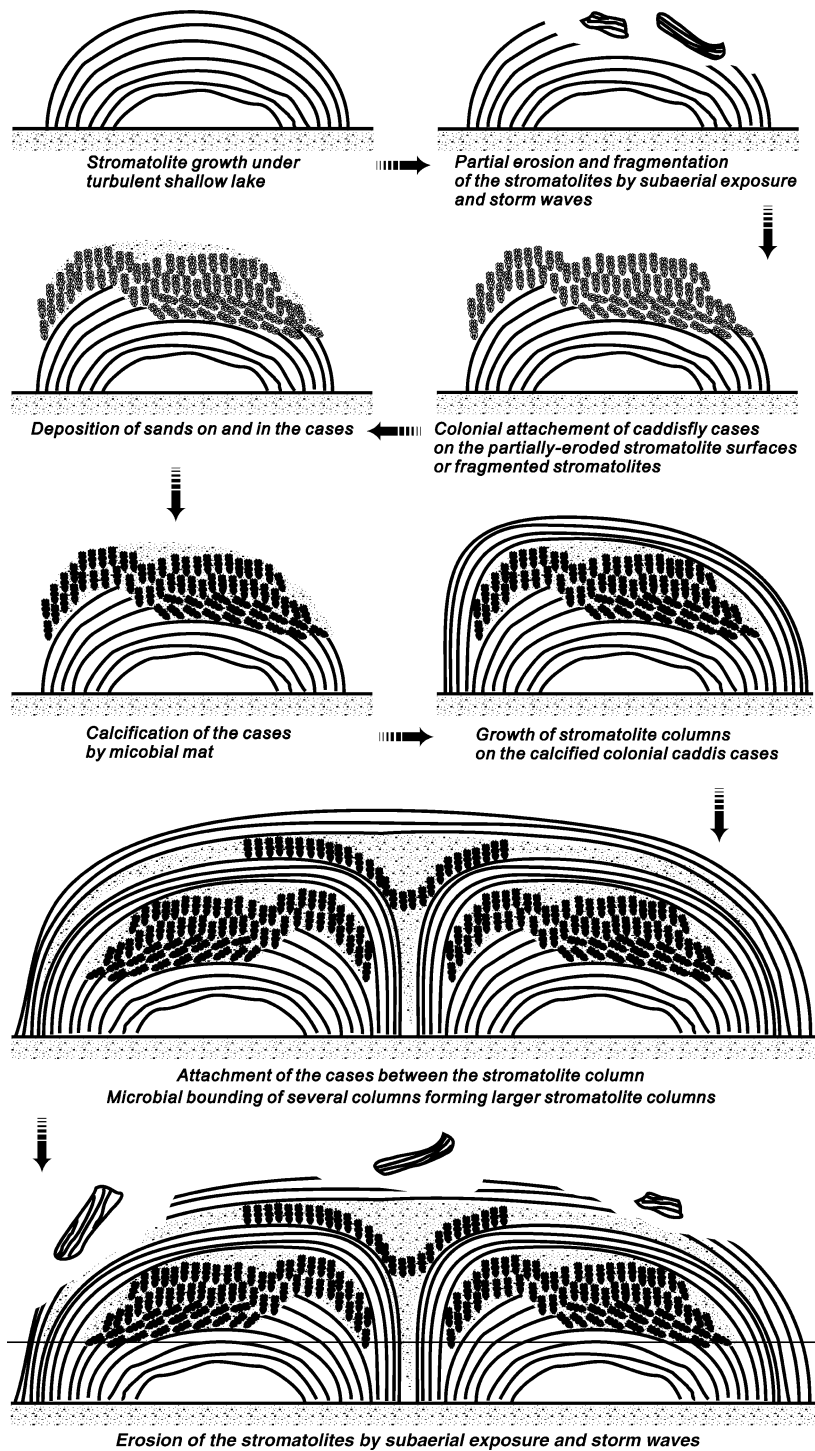 Stromatolite growth under
turbulent shallow lake
Partial erosion and fragmentation
of the stromatolites by subaerial exposure
and storm waves
Colonial attachement of caddisfly cases
on the partially-eroded stromatolite surfaces
or fragmented stromatolites
Deposition of sands on and in the cases
Calcification of the cases
by micobial mat
Growth of stromatolite columns
on the calcified colonial caddis cases
Attachment of the cases between the stromatolite column
Microbial bounding of several columns forming larger stromatolite columns
Erosion of the stromatolites by subaerial exposure and storm waves